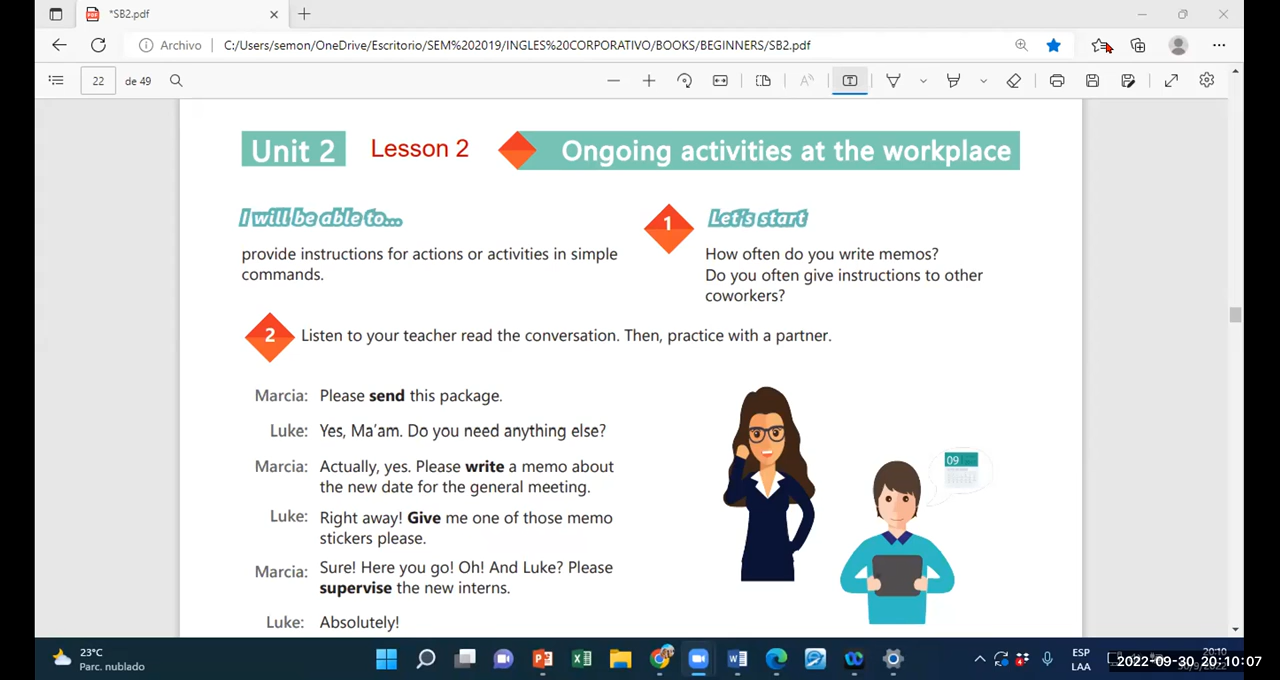 *SB2.pdf
Archivo
C:/Users/semon/OneDrive/Escritorio/SEM%202019/INGLES%20CORPORATIVO/BOOKS/BEGINNERS/SB2.pdf
22 de 49
Unit 2 Lesson 2 Ongoing activities at the workplace
I will be able to...
provide instructions for actions or activities in simple
commands.
1 Let's start
How often do you write memos?
Do you often give instructions to other
coworkers?
2 Listen to your teacher read the conversation. Then, practice with a partner.
Marcia: Please send this package.
Luke: Yes, Ma'am. Do you need anything else?
Marcia: Actually, yes. Please write a memo about
the new date for the general meeting.
Luke: Right away! Give me one of those memo
stickers please.
Marcia: Sure! Here you go! Oh! And Luke? Please
supervise the new interns.
Luke: Absolutely!
09
23°C
Parc. nublado
ESP
LAA
20:10
2022-09-30 20:10:07